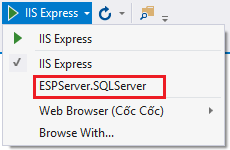 IIS Express
IIS Express
IIS Express
ESPServer.SQLServer
Web Browser (Cốc Cốc)
Browse With...